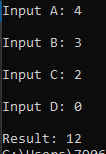 Input A: 4
Input B: 3
Input C: 2
Input D: 0
Result: 12